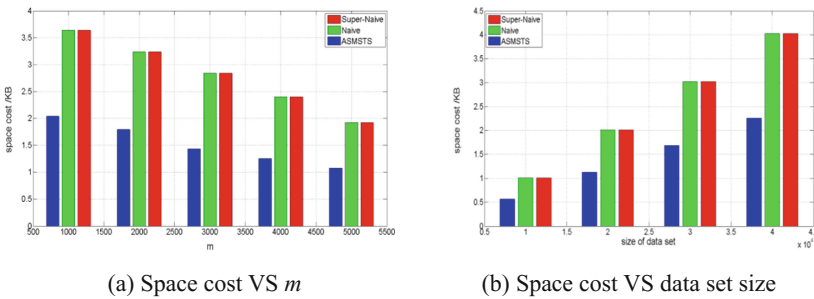 Super-Naive
Naive
ASMSTS
space cost /KB
4
3.5
3
2.5
2
1.5
1
0.5
0
500 1000 1500 2000 2500 3000 3500 4000 4500 5000 5500
m
(a) Space cost VS m
Super-Naive
Naive
ASMSTS
space cost /KB
4.5
4
3.5
3
2.5
2
1.5
1
0.5
0
0.5 1 1.5 2 2.5 3 3.5 4
x 10
size of data set
(b) Space cost VS data set size